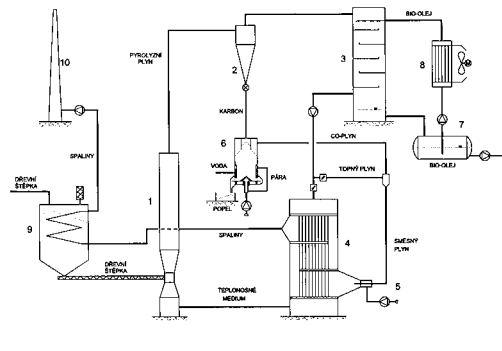 BIO-OLEJ
10
PYROLYZNÍ
PLYN
2
3
8
M
KARBON
7
6
CO-PLYN
SPALINY
DŘEVNÍ
ŠTĚPKA
VODA
PÁRA
TOPNÝ PLYN
BIO-OLEJ
POPEL
1
9
SPALINY
4
SMĚSNÝ
PLYN
DŘEVNÍ
ŠTĚPKA
TEPLONOSNÉ
MEDIUM
5